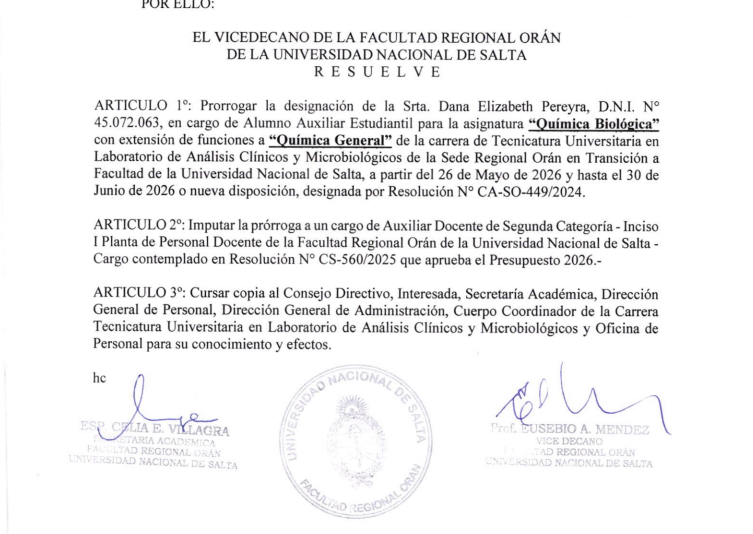 POR ELLO:
EL VICEDECANO DE LA FACULTAD REGIONAL ORÁN
DE LA UNIVERSIDAD NACIONAL DE SALTA
R E S U E L V E
ARTICULO 1º: Prorrogar la designación de la Srta. Dana Elizabeth Pereyra, D.N.I. N°
45.072.063, en cargo de Alumno Auxiliar Estudiantil para la asignatura “Química Biológica”
con extensión de funciones a “Química General” de la carrera de Tecnicatura Universitaria en
Laboratorio de Análisis Clínicos y Microbiológicos de la Sede Regional Orán en Transición a
Facultad de la Universidad Nacional de Salta, a partir del 26 de Mayo de 2026 y hasta el 30 de
Junio de 2026 o nueva disposición, designada por Resolución N° CA-SO-449/2024.
ARTICULO 2º: Imputar la prórroga a un cargo de Auxiliar Docente de Segunda Categoría - Inciso
I Planta de Personal Docente de la Facultad Regional Orán de la Universidad Nacional de Salta -
Cargo contemplado en Resolución N° CS-560/2025 que aprueba el Presupuesto 2026.-
ARTICULO 3º: Cursar copia al Consejo Directivo, Interesada, Secretaría Académica, Dirección
General de Personal, Dirección General de Administración, Cuerpo Coordinador de la Carrera
Tecnicatura Universitaria en Laboratorio de Análisis Clínicos y Microbiológicos y Oficina de
Personal para su conocimiento y efectos.
hc
ESP. CELIA E. VILLAGRA
SECRETARIA ACADEMICA
FACULTAD REGIONAL ORAN
UNIVERSIDAD NACIONAL DE SALTA
UNIVERSIDAD NACIONAL DE SALTA
FACULTAD REGIONAL ORAN
Prof. EUSEBIO A. MENDEZ
VICE DECANO
FACULTAD REGIONAL ORAN
UNIVERSIDAD NACIONAL DE SALTA